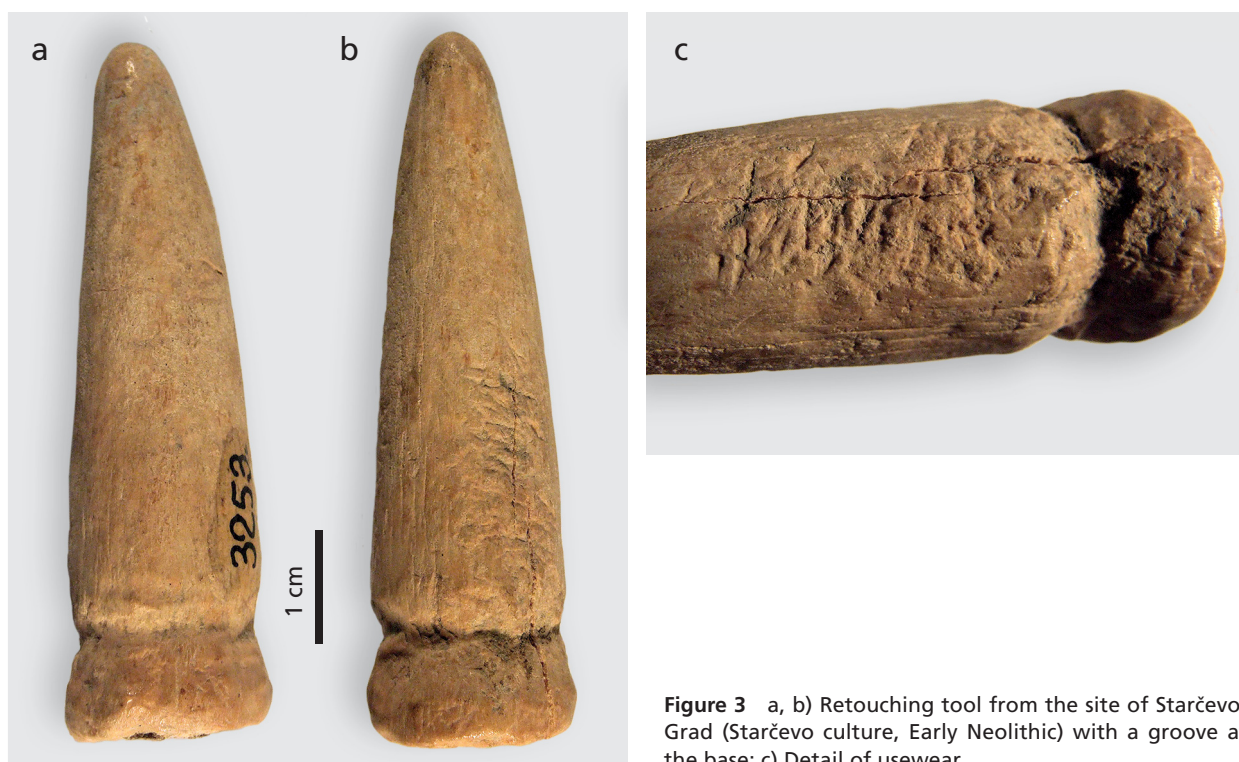 a
b
c
3253
1 cm
Figure 3 a, b) Retouching tool from the site of Starčevo
Grad (Starčevo culture, Early Neolithic) with a groove a
the base; c) Detail of usewear